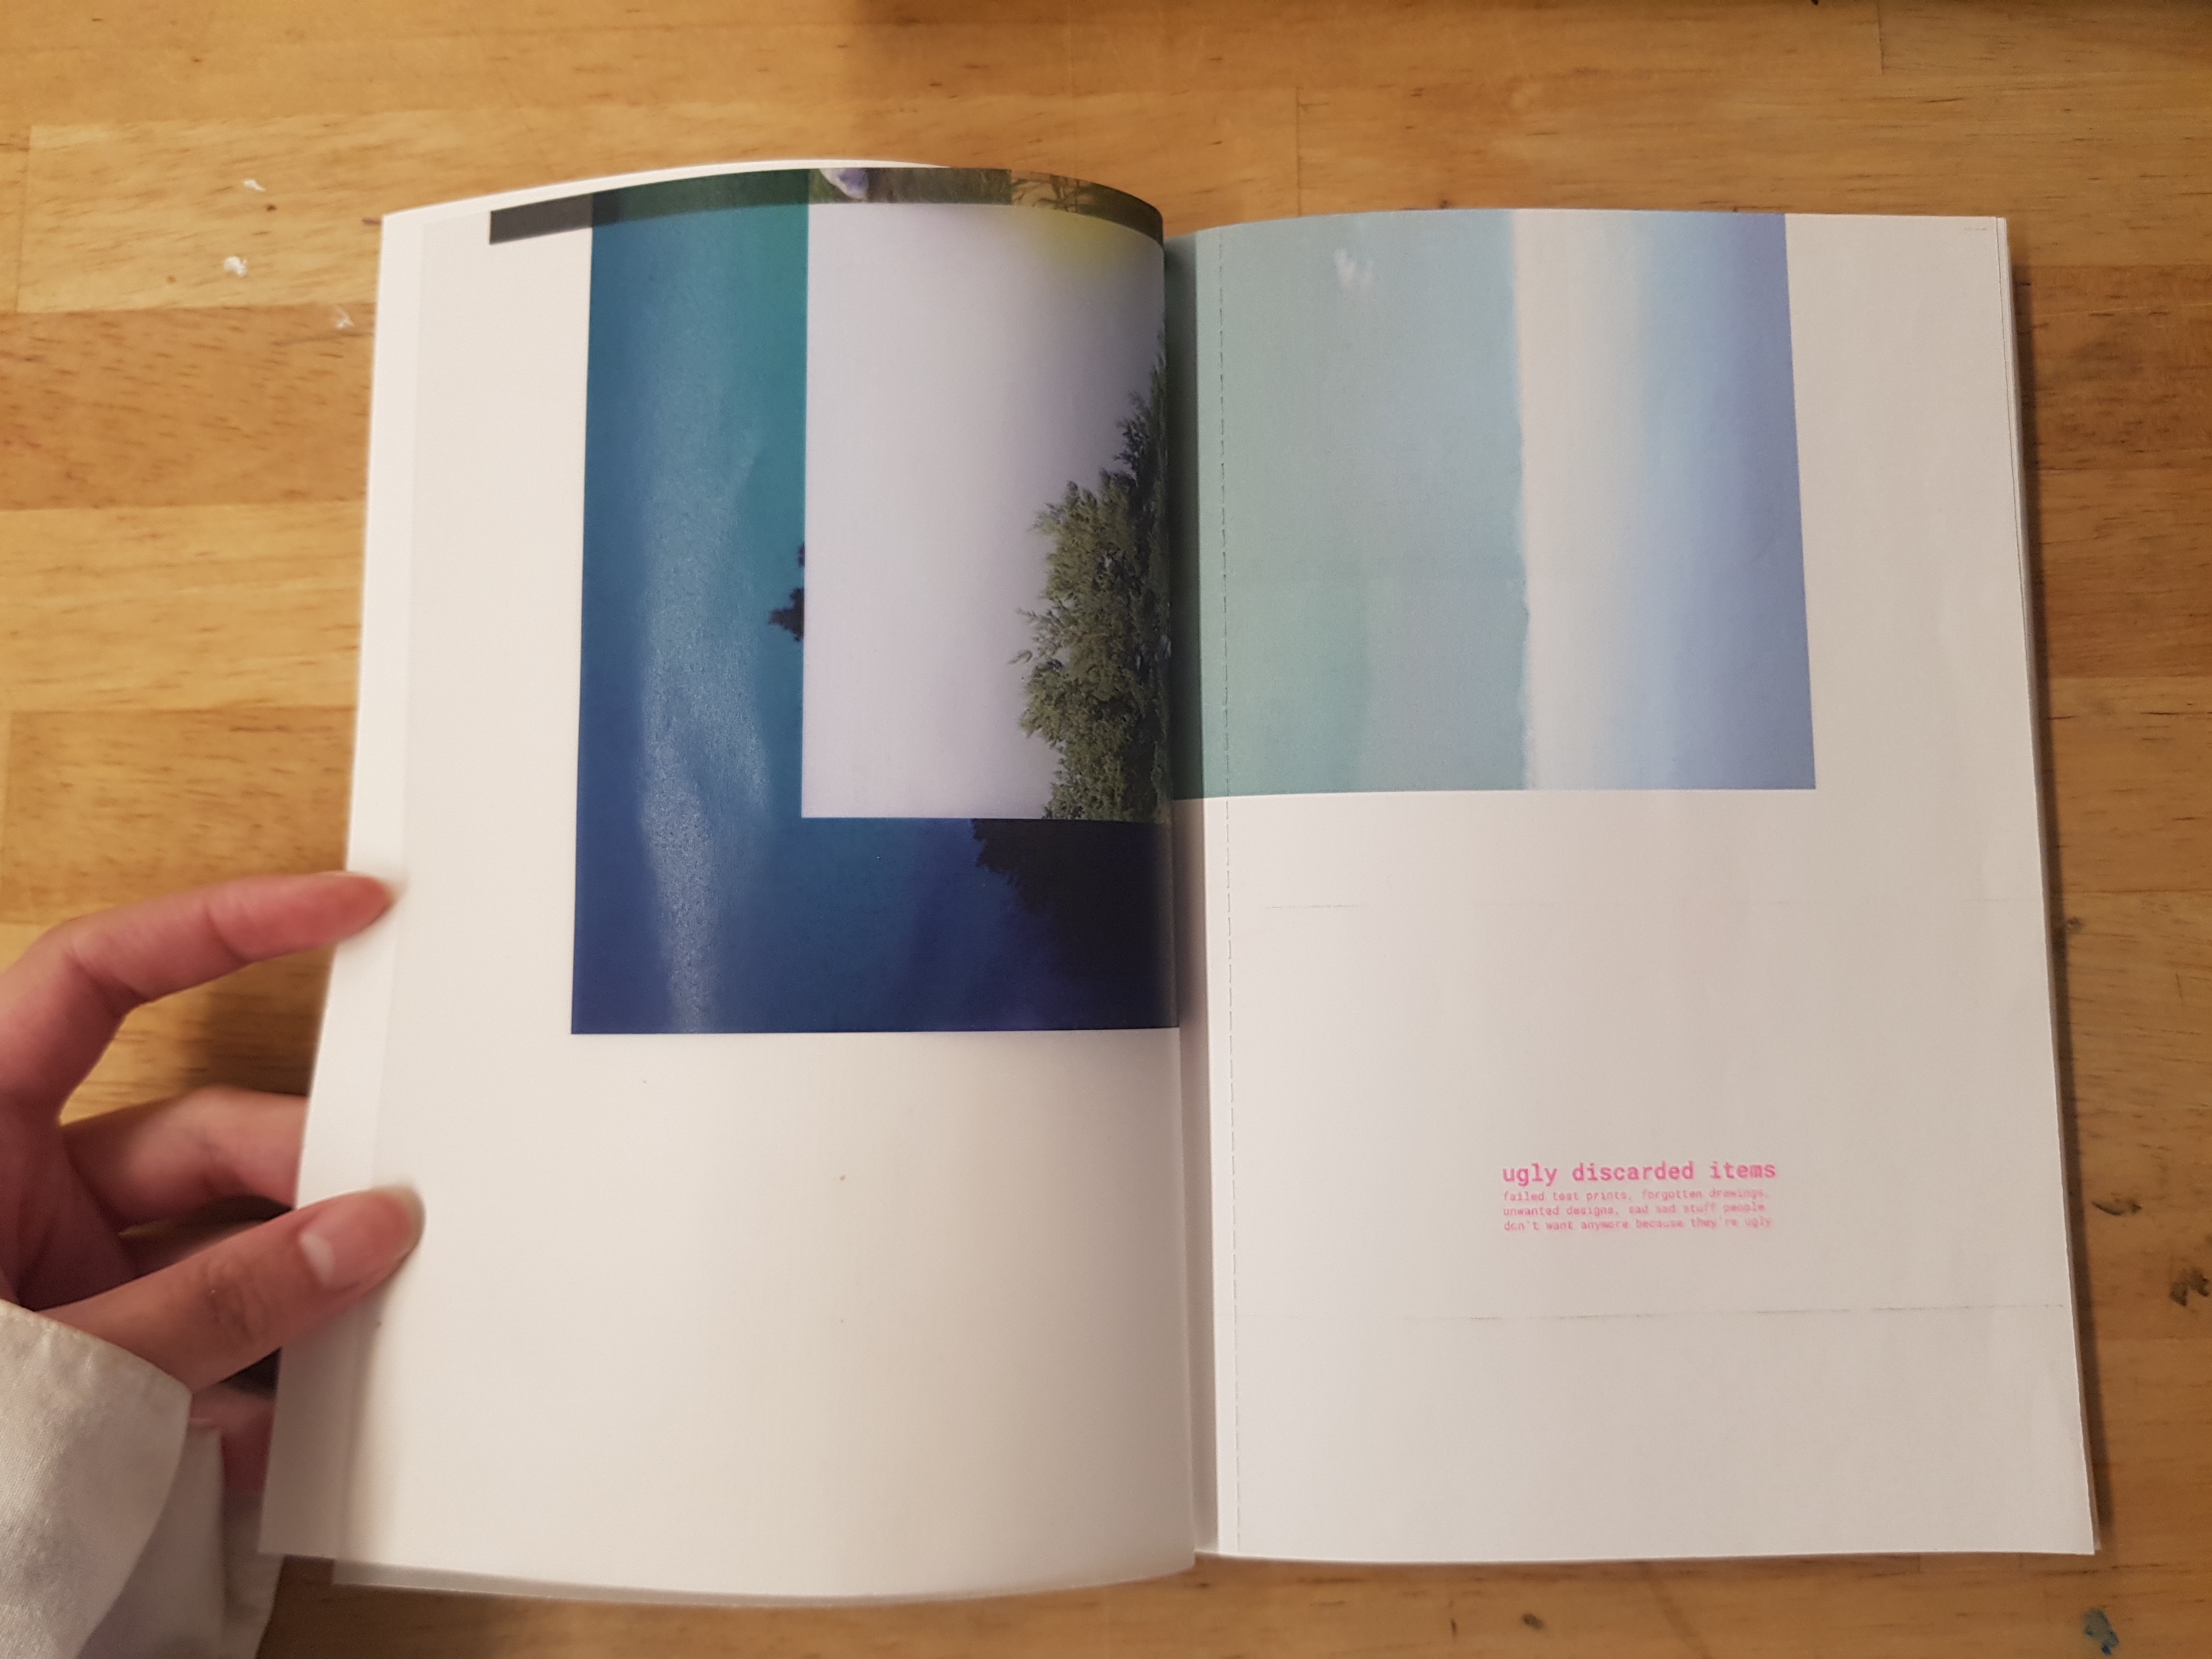 ugly discarded items
failed test prints, forgotten drawings,
unwanted designs, sad sad stuff people
don't want anymore because they're ugly